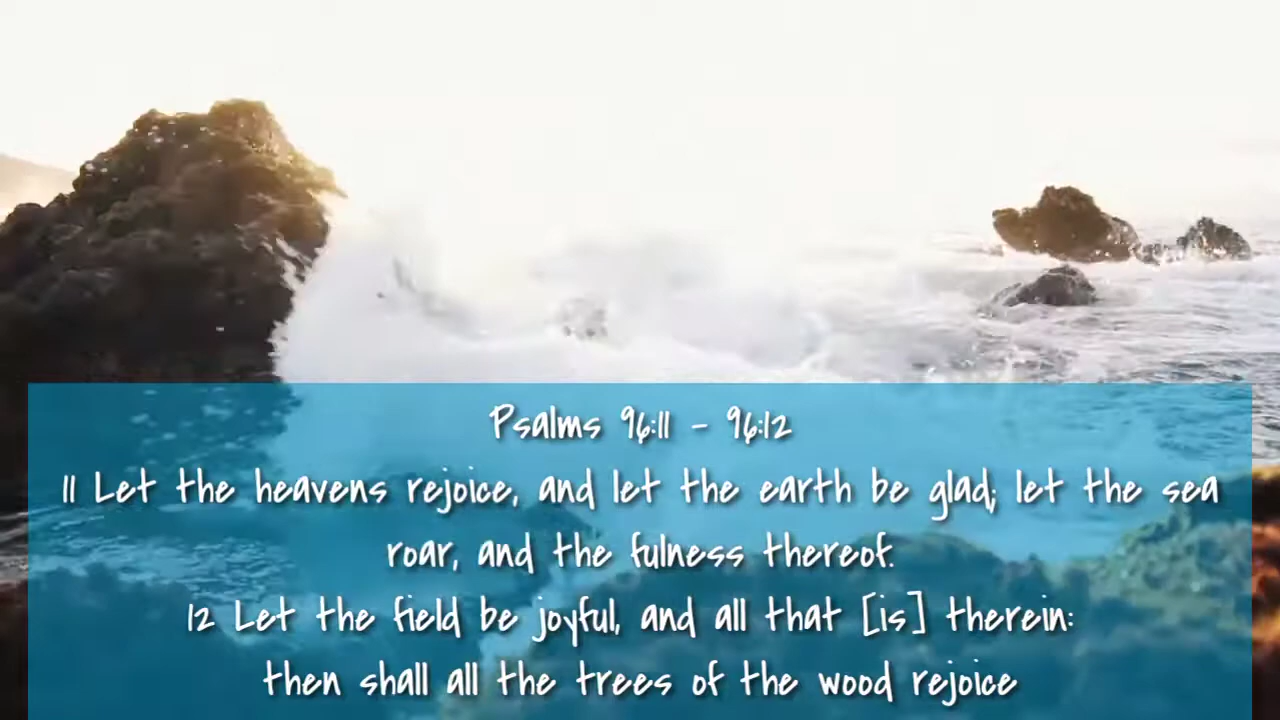 Psalms 96:11 - 96:12
11 Let the heavens rejoice, and let the earth be glad; let the sea
roar, and the fulness thereof.
12 Let the field be joyful, and all that [is] therein:
then shall all the trees of the wood rejoice